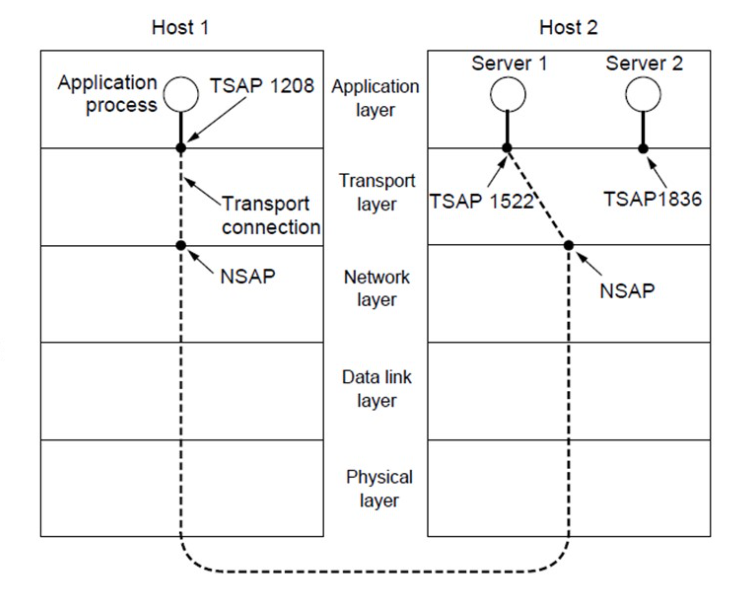 Host 1
Host 2
Application
process
TSAP 1208
Application
layer
Server 1
Server 2
Transport
connection
Transport
layer
TSAP 1522
TSAP1836
NSAP
Network
layer
NSAP
Data link
layer
Physical
layer